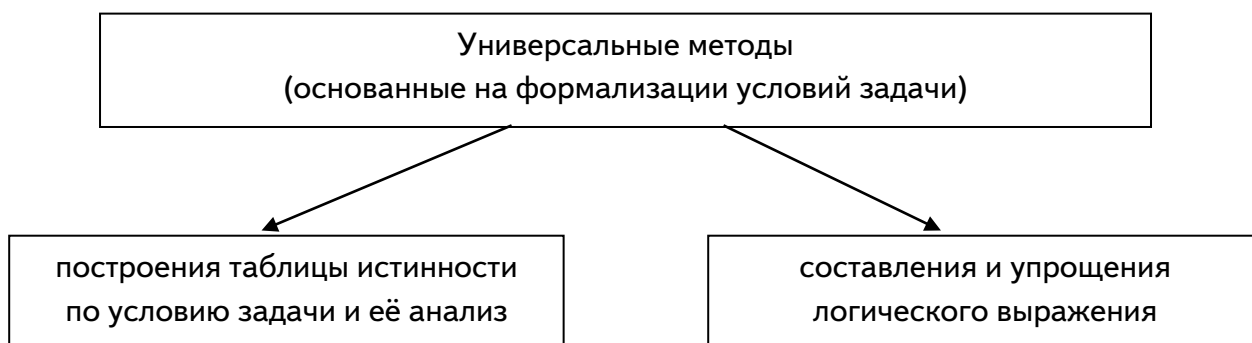 Универсальные методы
(основанные на формализации условий задачи)
построения таблицы истинности
по условию задачи и её анализ
составления и упрощения
логического выражения